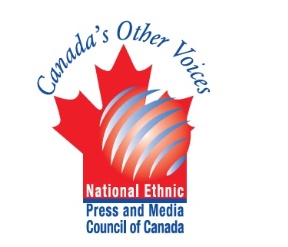 Canada's Other Voices
National Ethnic
Press and Media
Council of Canada